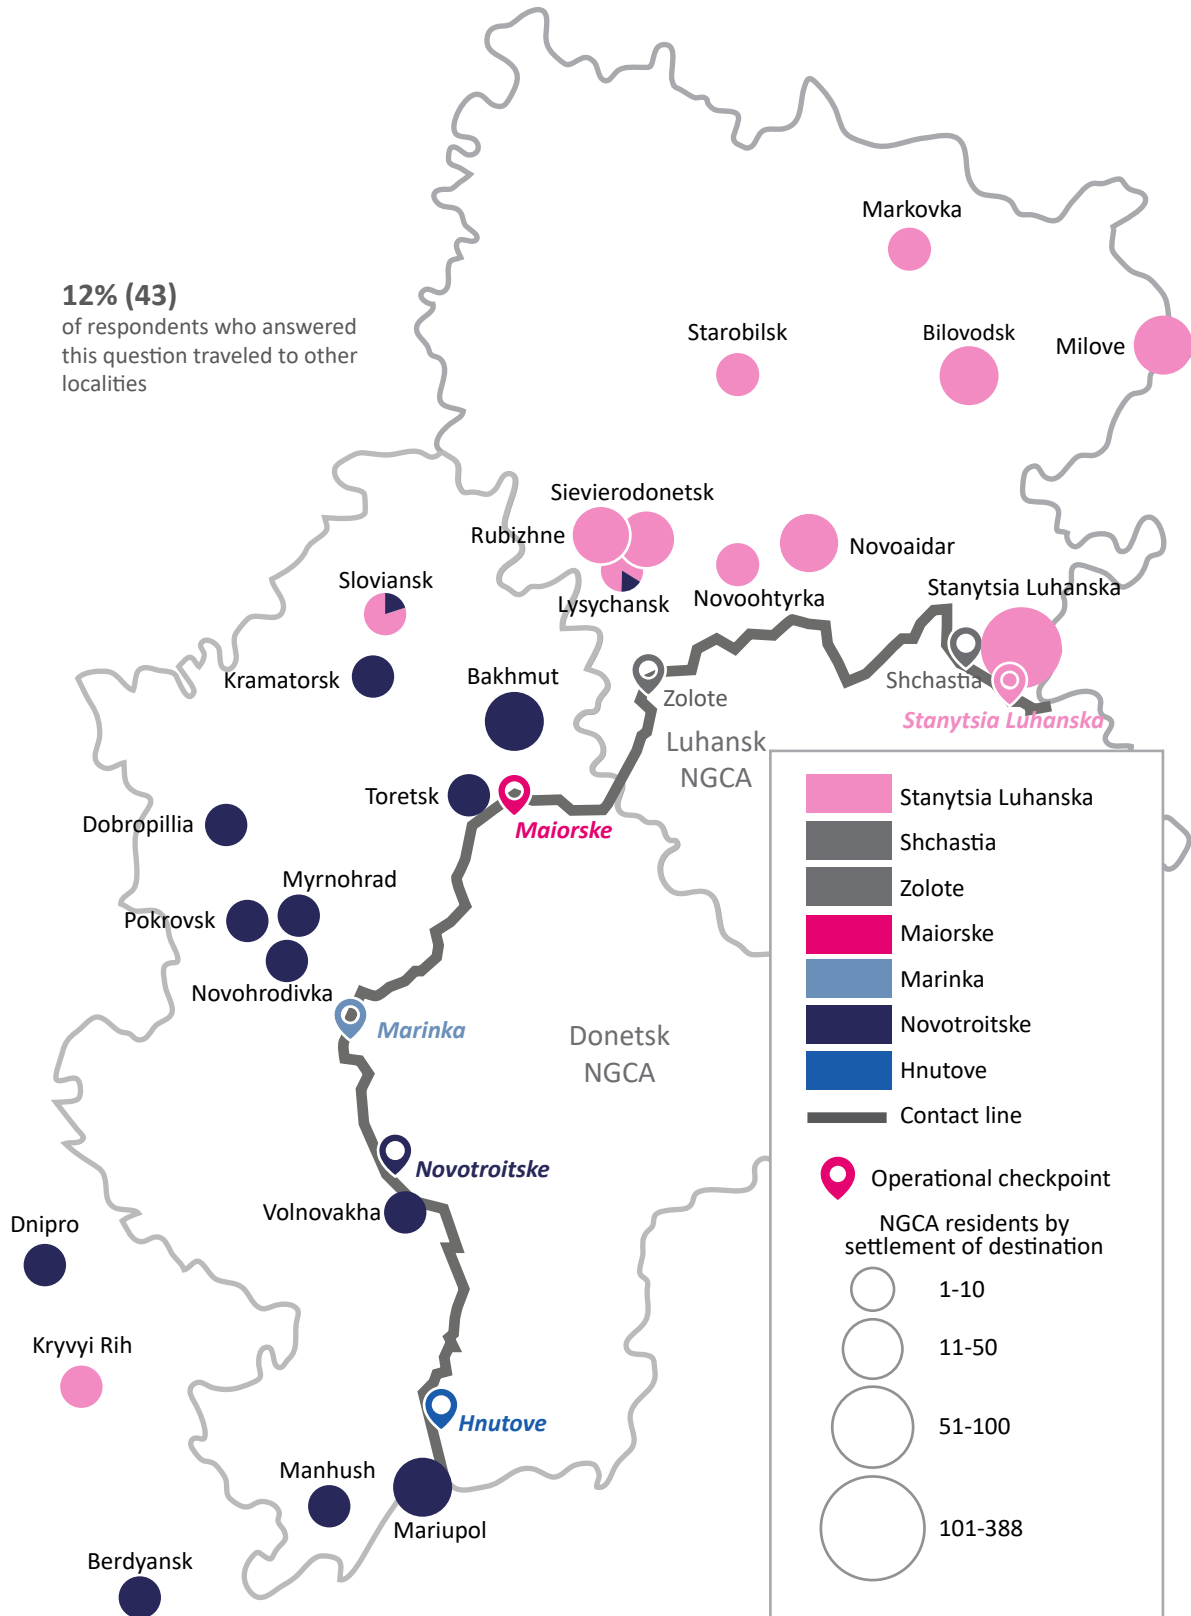 Markovka
12% (43)
of respondents who answered
this question traveled to other
localities
Starobilsk
Bilovodsk
Milove
Sievierodonetsk
Rubizhne
Novoaidar
Sloviansk
Lysychansk
Novoohtyrka
Stanytsia Luhanska
Kramatorsk
Bakhmut
Zolote
Shchastia
Stanytsia Luhanska
Luhansk
NGCA
Toretsk
Maiorske
Dobropillia
Myrnohrad
Pokrovsk
Novohrodivka
Marinka
Donetsk
NGCA
Novotroitske
Volnovakha
Dnipro
Kryvyi Rih
Hnutove
Manhush
Mariupol
Berdyansk
Stanytsia Luhanska
Shchastia
Zolote
Maiorske
Marinka
Novotroitske
Hnutove
Contact line
Operational checkpoint
NGCA residents by
settlement of destination
1-10
11-50
51-100
101-388